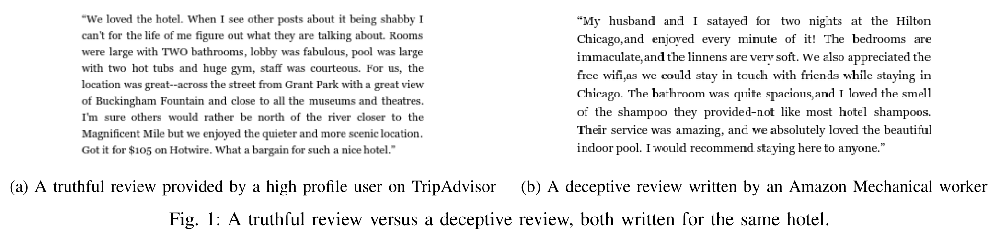 “We loved the hotel. When I see other posts about it being shabby I
can't for the life of me figure out what they are talking about. Rooms
were large with TWO bathrooms, lobby was fabulous, pool was large
with two hot tubs and huge gym, staff was courteous. For us, the
location was great--across the street from Grant Park with a great view
of Buckingham Fountain and close to all the museums and theatres.
I'm sure others would rather be north of the river closer to the
Magnificent Mile but we enjoyed the quieter and more scenic location.
Got it for $105 on Hotwire. What a bargain for such a nice hotel.”
(a) A truthful review provided by a high profile user on TripAdvisor
“My husband and I satayed for two nights at the Hilton
Chicago,and enjoyed every minute of it! The bedrooms are
immaculate,and the linnens are very soft. We also appreciated the
free wifi,as we could stay in touch with friends while staying in
Chicago. The bathroom was quite spacious,and I loved the smell
of the shampoo they provided-not like most hotel shampoos.
Their service was amazing, and we absolutely loved the beautiful
indoor pool. I would recommend staying here to anyone.”
(b) A deceptive review written by an Amazon Mechanical worker
Fig. 1: A truthful review versus a deceptive review, both written for the same hotel.